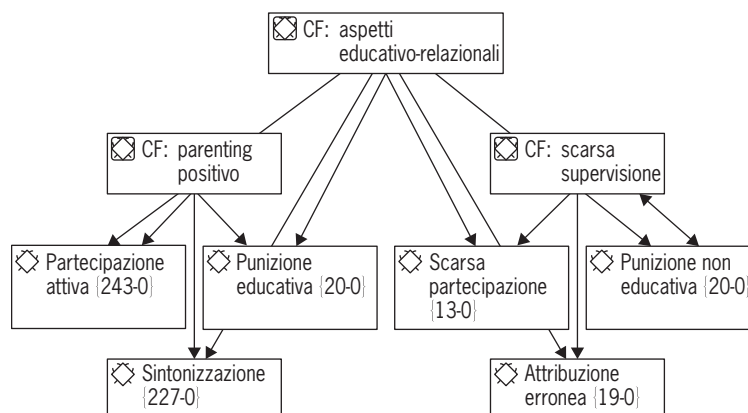 CF: aspetti
educativo-relazionali
CF: parenting
positivo
CF: scarsa
supervisione
Partecipazione
attiva {243-0}
Punizione
educativa {20-0}
Scarsa
partecipazione
{13-0}
Punizione non
educativa {20-0}
Sintonizzazione
{227-0}
Attribuzione
erronea {19-0}